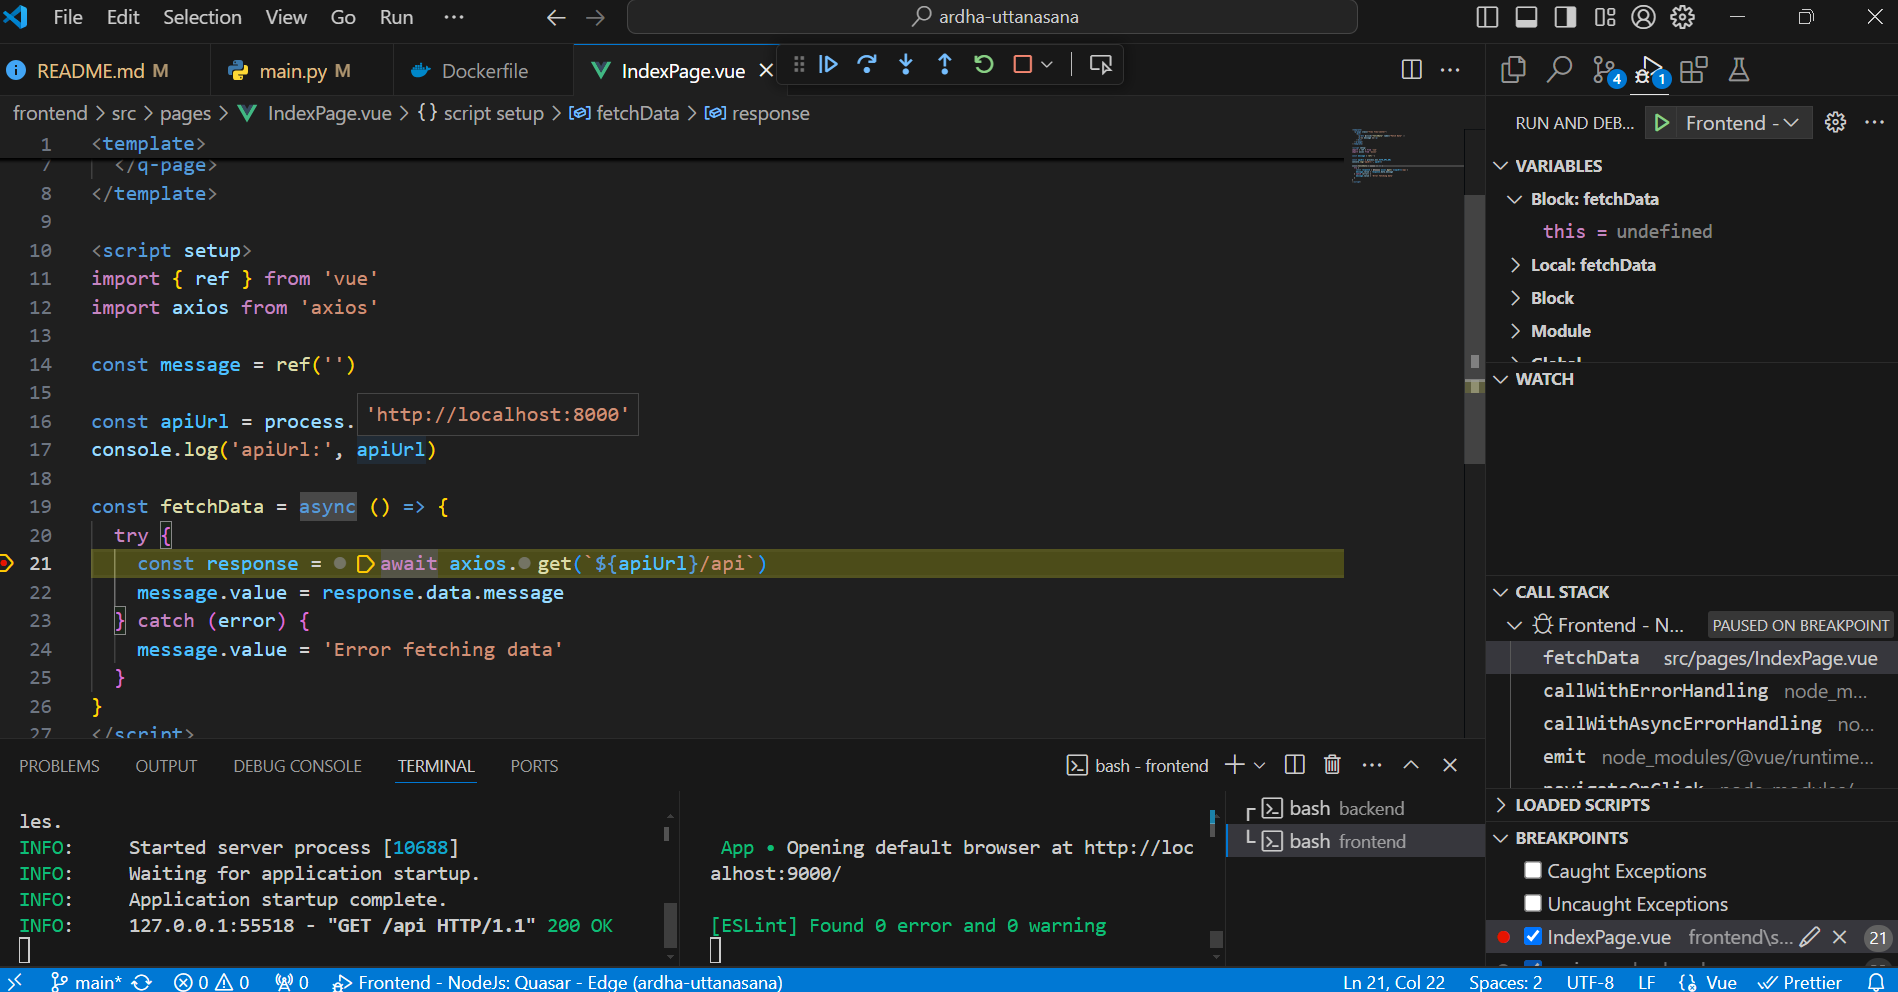 File Edit Selection View Go Run ··· ardha-uttanasana
README.md M main.py M Dockerfile IndexPage.vue
frontend > src > pages > IndexPage.vue > {} script setup > fetchData > response
1 <template>
7 </q-page>
8 </template>
9
10 <script setup>
11 import { ref } from 'vue'
12 import axios from 'axios'
13
14 const message = ref('')
15
16 const apiUrl = process. 'http://localhost:8000'
17 console.log('apiUrl:', apiUrl)
18
19 const fetchData = async () => {
20 try {
21 const response = await axios.get(`${apiUrl}/api`)
22 message.value = response.data.message
23 } catch (error) {
24 message.value = 'Error fetching data'
25 }
26 }
27 </script>
PROBLEMS OUTPUT DEBUG CONSOLE TERMINAL PORTS bash - frontend
les.
INFO: Started server process [10688]
INFO: Waiting for application startup.
INFO: Application startup complete.
INFO: 127.0.0.1:55518 - "GET /api HTTP/1.1" 200 OK
App • Opening default browser at http://loc
alhost:9000/
[ESLint] Found 0 error and 0 warning
bash backend
bash frontend
4 1
RUN AND DEB... Frontend - ···
VARIABLES
Block: fetchData
this = undefined
Local: fetchData
Block
Module
Global
WATCH
CALL STACK
Frontend - N... PAUSED ON BREAKPOINT
fetchData src/pages/IndexPage.vue
callWithErrorHandling node_m...
callWithAsyncErrorHandling no...
emit node_modules/@vue/runtime...
navigateOnClick node_modules/
LOADED SCRIPTS
BREAKPOINTS
Caught Exceptions
Uncaught Exceptions
IndexPage.vue frontend\s... 21
main* 0 0 0 Frontend - NodeJs: Quasar - Edge (ardha-uttanasana) Ln 21, Col 22 Spaces: 2 UTF-8 LF {} Vue Prettier